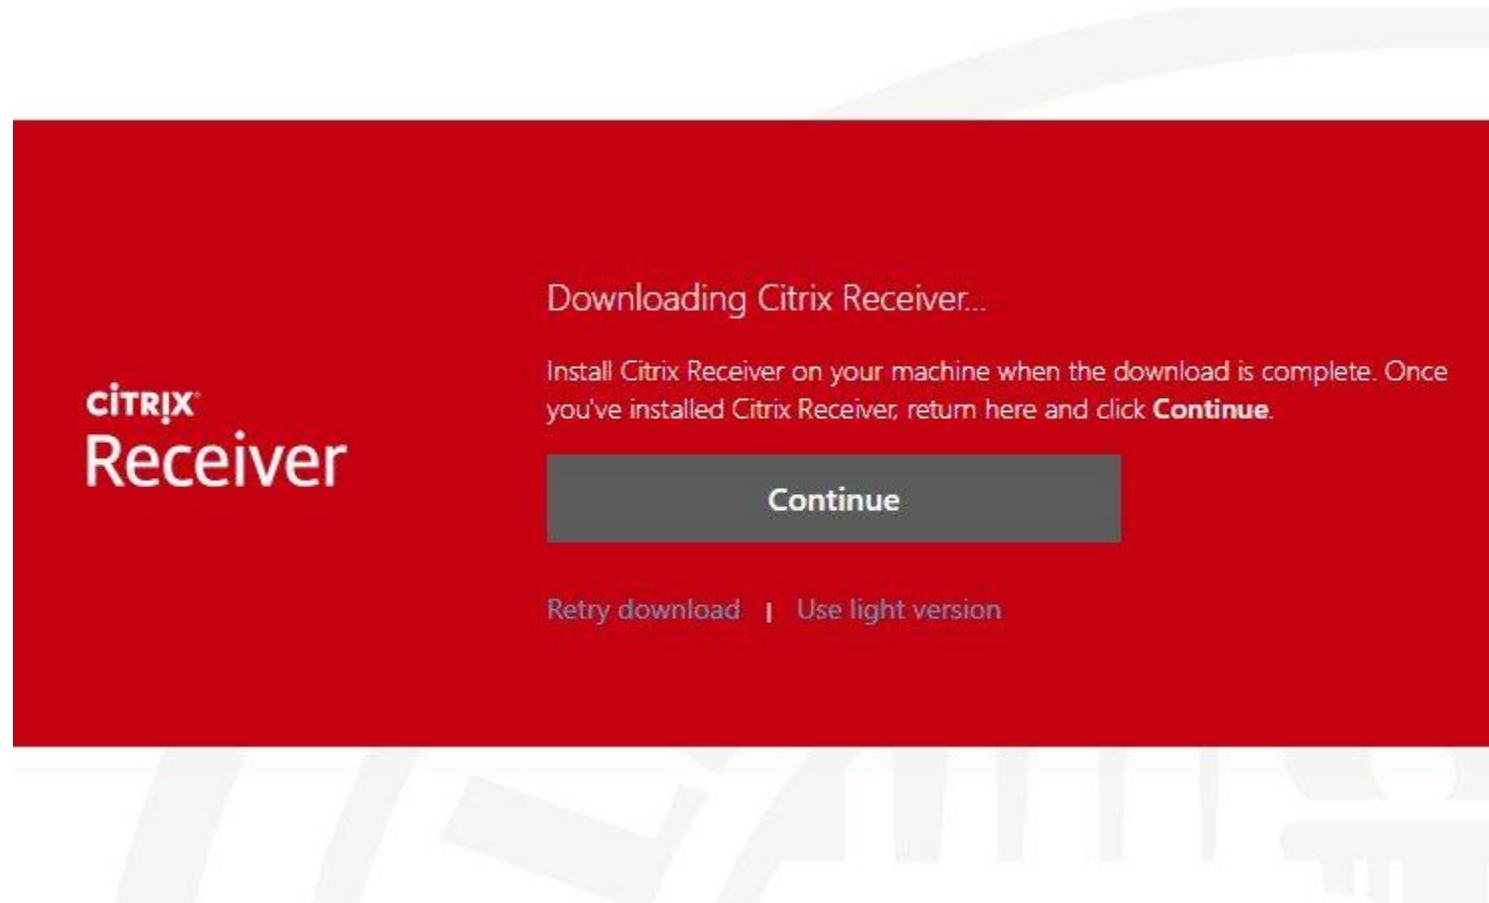 Downloading Citrix Receiver...
Install Citrix Receiver on your machine when the download is complete. Once
you've installed Citrix Receiver, return here and click Continue.
CiTRIX
Receiver
Continue
Retry download | Use light version